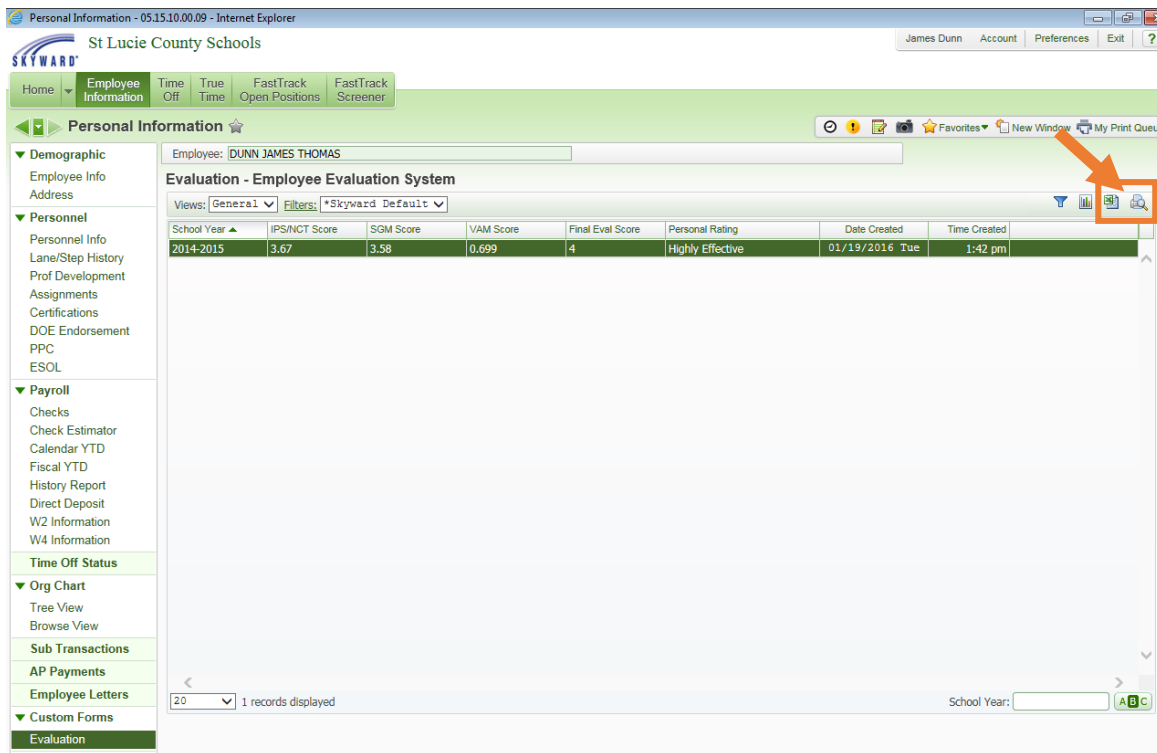 Personal Information - 05.15.10.00.09 - Internet Explorer
SKYWARD®
St Lucie County Schools
James Dunn Account Preferences Exit ?
Home Employee Information Time Off True Time FastTrack Open Positions FastTrack Screener
Personal Information
Favorites New Window My Print Queu
Demographic
Employee Info
Address
Personnel
Personnel Info
Lane/Step History
Prof Development
Assignments
Certifications
DOE Endorsement
PPC
ESOL
Payroll
Checks
Check Estimator
Calendar YTD
Fiscal YTD
History Report
Direct Deposit
W2 Information
W4 Information
Time Off Status
Org Chart
Tree View
Browse View
Sub Transactions
AP Payments
Employee Letters
Custom Forms
Evaluation
Employee: DUNN JAMES THOMAS
Evaluation - Employee Evaluation System
Views: General Filters: *Skyward Default
School Year IPS/NCT Score SGM Score VAM Score Final Eval Score Personal Rating Date Created Time Created
2014-2015 3.67 3.58 0.699 4 Highly Effective 01/19/2016 Tue 1:42 pm
20 1 records displayed School Year: A B C